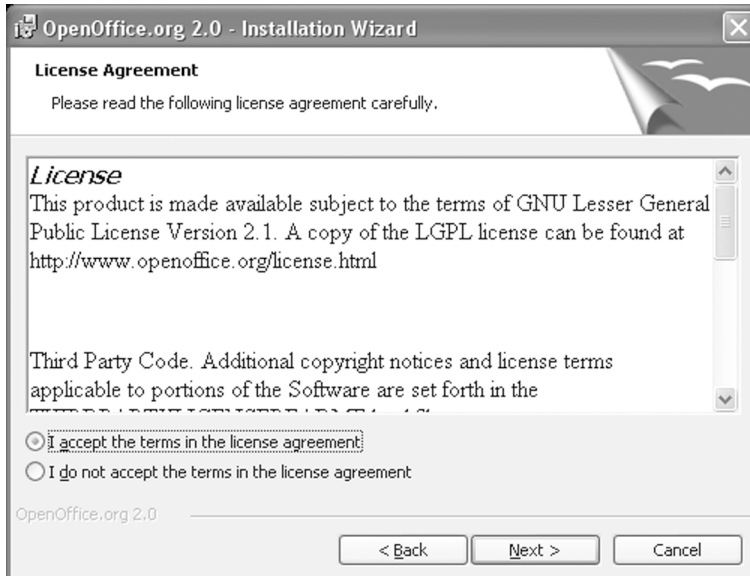 OpenOffice.org 2.0 - Installation Wizard
License Agreement
Please read the following license agreement carefully.
License
This product is made available subject to the terms of GNU Lesser General
Public License Version 2.1. A copy of the LGPL license can be found at
http://www.openoffice.org/license.html
Third Party Code. Additional copyright notices and license terms
applicable to portions of the Software are set forth in the
I accept the terms in the license agreement
I do not accept the terms in the license agreement
OpenOffice.org 2.0
< Back
Next >
Cancel